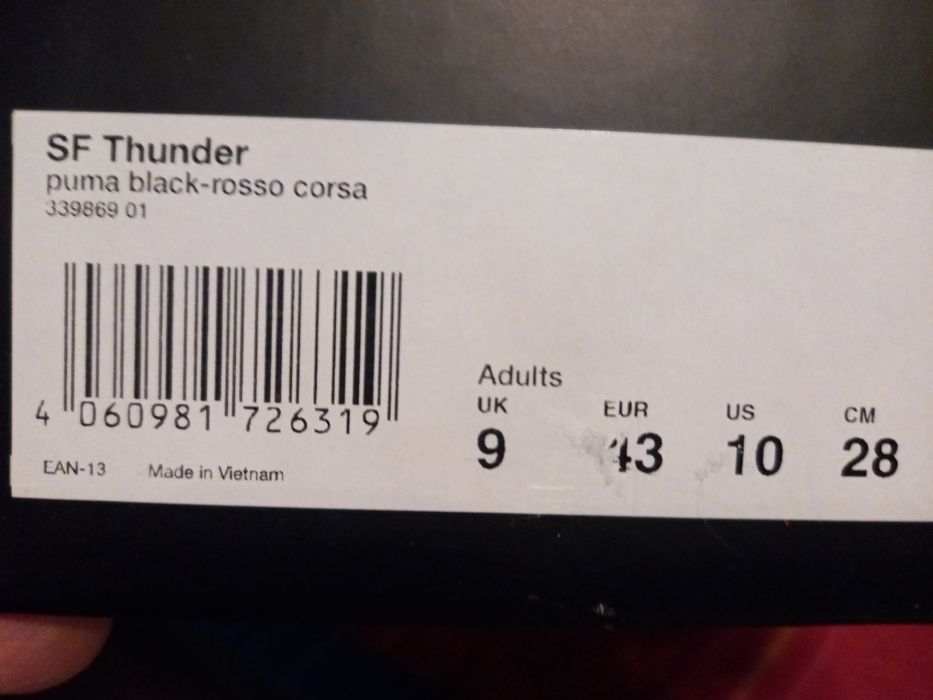 SF Thunder
puma black-rosso corsa
339869 01
4 060981 726319
EAN-13 Made in Vietnam
Adults
UK EUR US CM
9 43 10 28